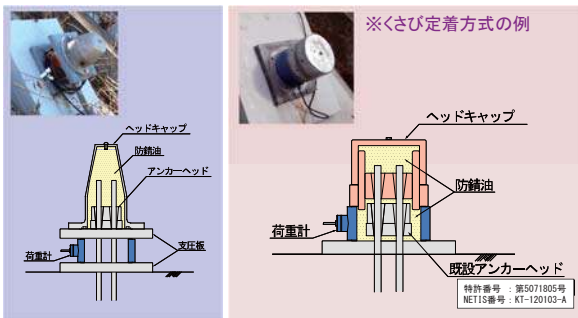 ※くさび定着方式の例
ヘッドキャップ
防錆油
アンカーヘッド
荷重計
支圧板
ヘッドキャップ
防錆油
荷重計
既設アンカーヘッド
特許番号 : 第5071805号
NETIS番号 : KT-120103-A